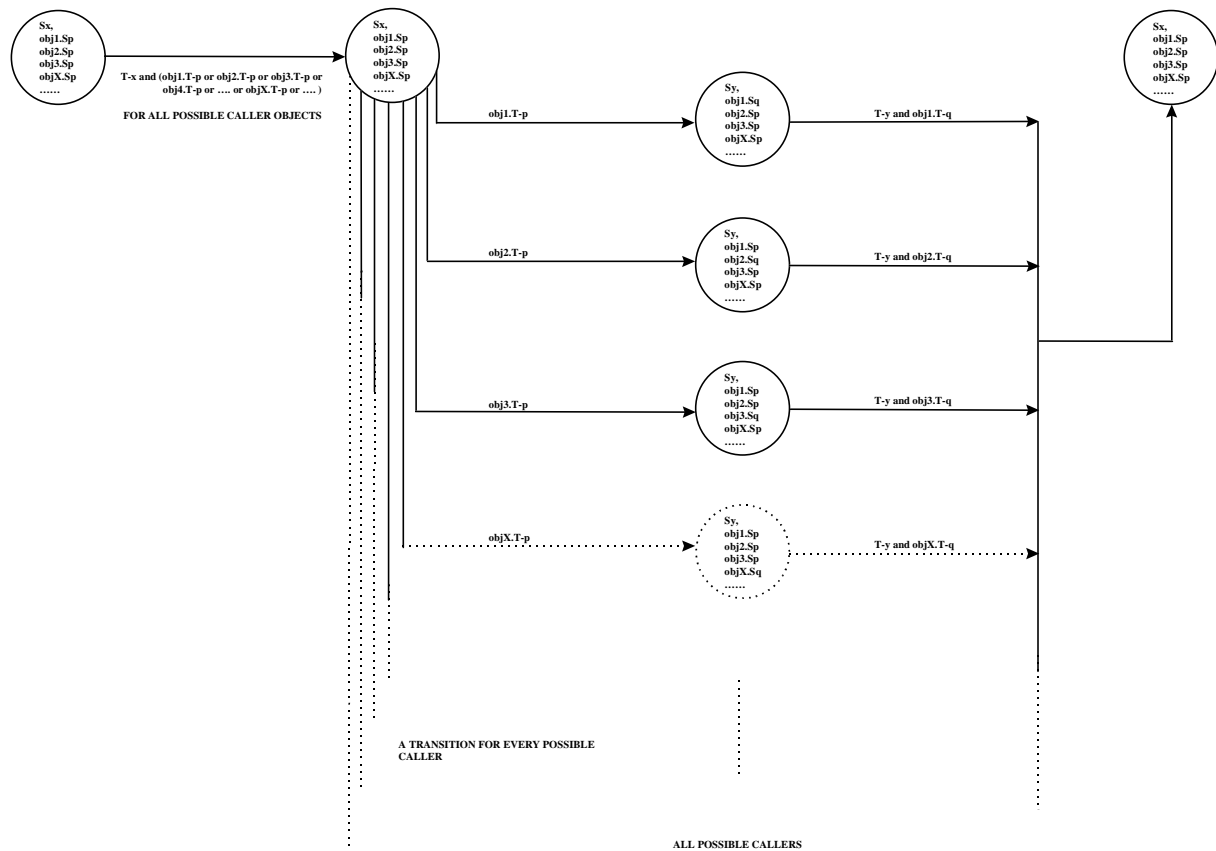 Sx,
obj1.Sp
obj2.Sp
obj3.Sp
objX.Sp
......
T-x and (obj1.T-p or obj2.T-p or obj3.T-p or
obj4.T-p or .... or objX.T-p or .... )
FOR ALL POSSIBLE CALLER OBJECTS
Sx,
obj1.Sp
obj2.Sp
obj3.Sp
objX.Sp
......
obj1.T-p
Sy,
obj1.Sq
obj2.Sp
obj3.Sp
objX.Sp
......
T-y and obj1.T-q
Sx,
obj1.Sp
obj2.Sp
obj3.Sp
objX.Sp
......
obj2.T-p
Sy,
obj1.Sp
obj2.Sq
obj3.Sp
objX.Sp
......
T-y and obj2.T-q
obj3.T-p
Sy,
obj1.Sp
obj2.Sp
obj3.Sq
objX.Sp
......
T-y and obj3.T-q
objX.T-p
Sy,
obj1.Sp
obj2.Sp
obj3.Sp
objX.Sq
......
T-y and objX.T-q
A TRANSITION FOR EVERY POSSIBLE
CALLER
ALL POSSIBLE CALLERS